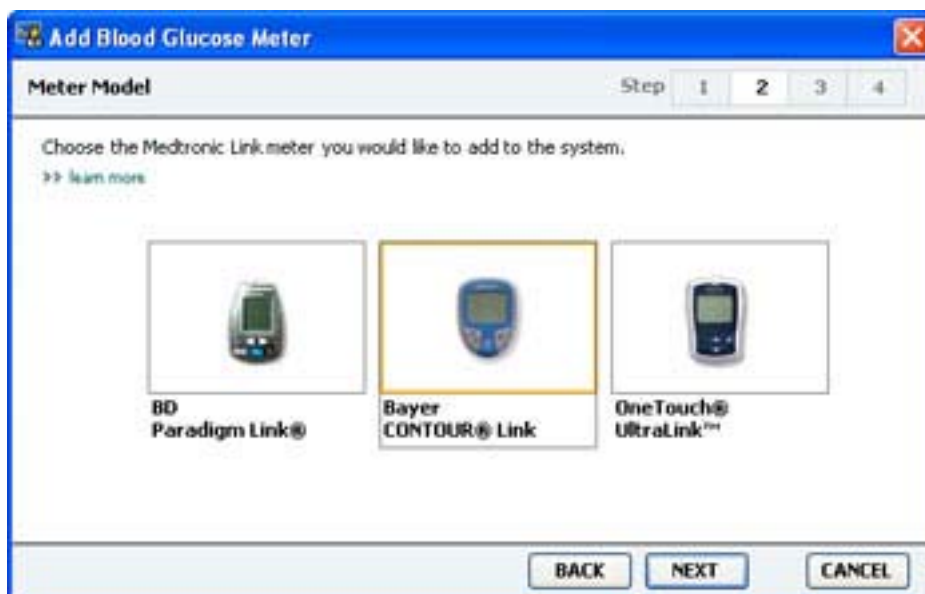 Add Blood Glucose Meter
Meter Model
Step 1 2 3 4
Choose the Medtronic Link meter you would like to add to the system.
>> learn more
BD
Paradigm Link®
Bayer
CONTOUR® Link
OneTouch®
UltraLink™
BACK NEXT CANCEL